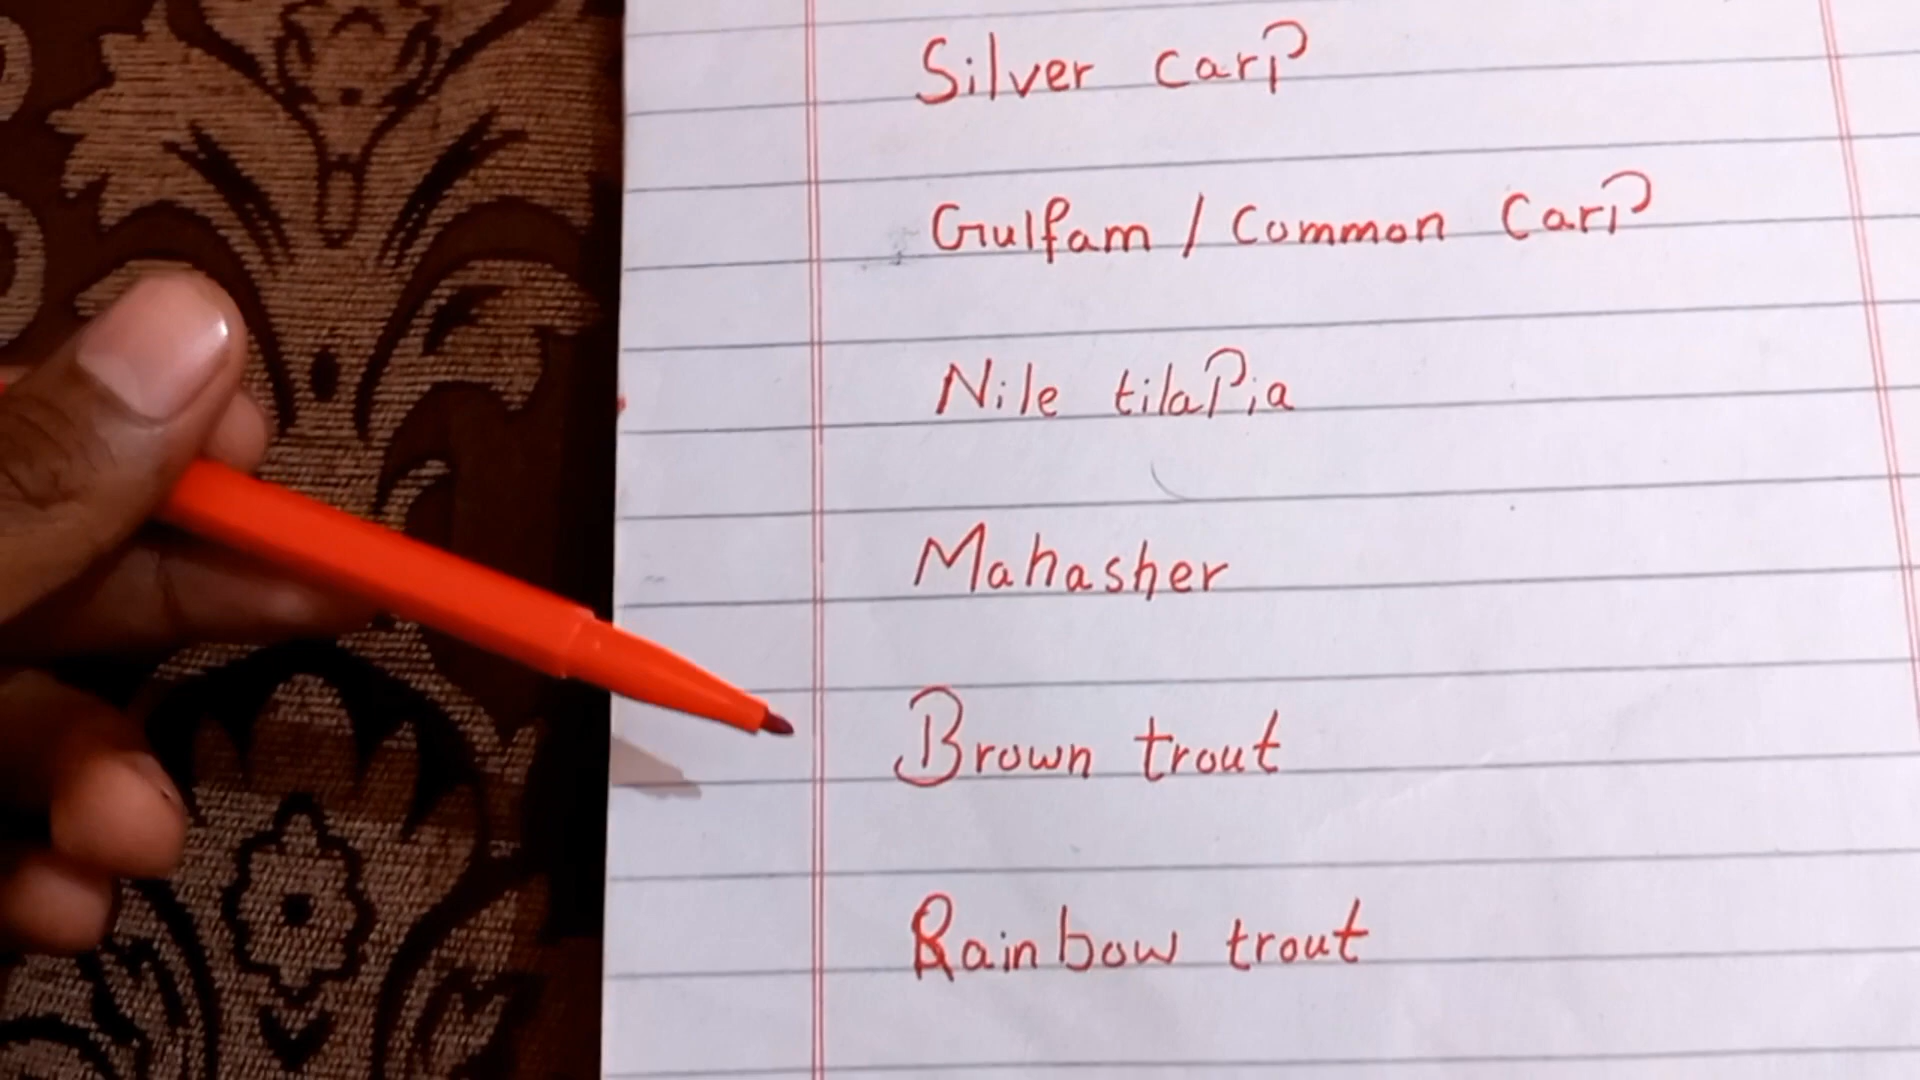 Silver carp
Gulfam / Common Carp
Nile tilapia
Mahasher
Brown trout
Rainbow trout